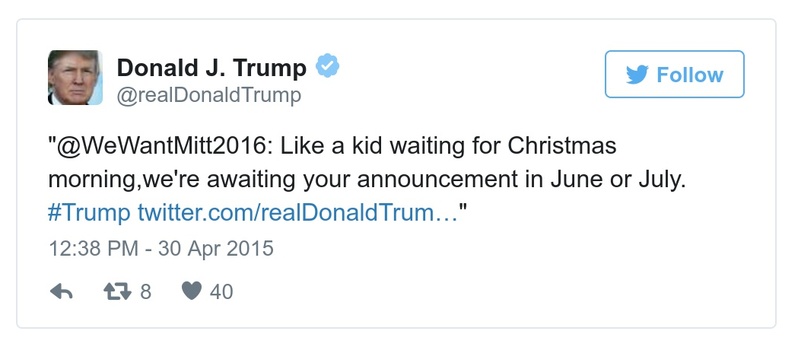 Donald J. Trump
@realDonaldTrump
Follow
"@WeWantMitt2016: Like a kid waiting for Christmas
morning,we're awaiting your announcement in June or July.
#Trump twitter.com/realDonaldTrum…"
12:38 PM - 30 Apr 2015
8 40